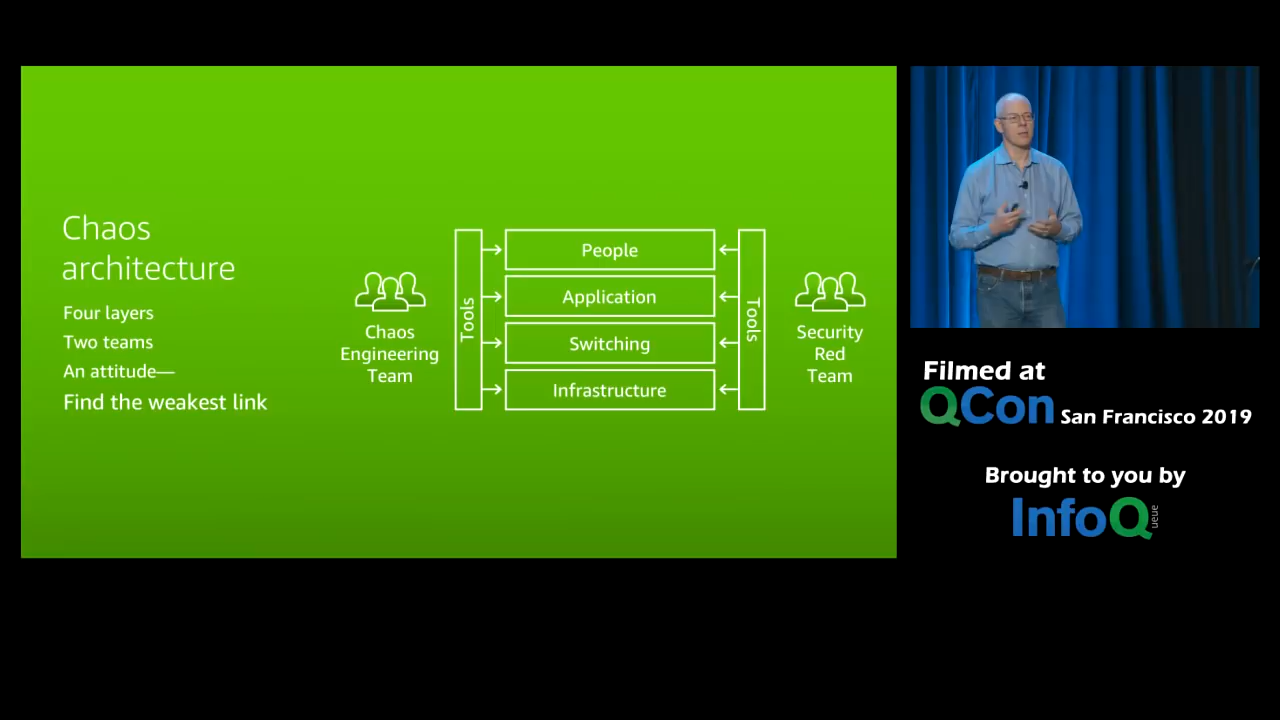 Chaos
architecture
Four layers
Two teams
An attitude—
Find the weakest link
Chaos
Engineering
Team
Tools
People
Application
Switching
Infrastructure
Tools
Security
Red
Team
Filmed at
QCon San Francisco 2019
Brought to you by
InfoQ
ueue